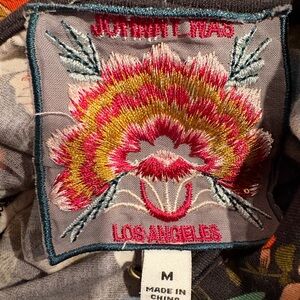 JOHNNY WAS
LOS ANGELES
M
MADE IN
CHINA